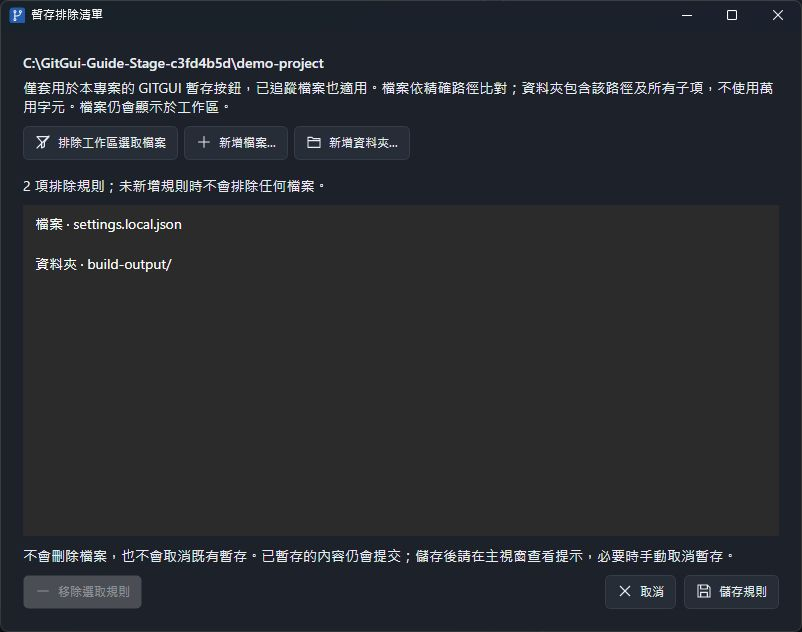 暫存排除清單
C:\GitGui-Guide-Stage-c3fd4b5d\demo-project
僅套用於本專案的 GITGUI 暫存按鈕，已追蹤檔案也適用。檔案依精確路徑比對；資料夾包含該路徑及所有子項，不使用萬
用字元。檔案仍會顯示於工作區。
排除工作區選取檔案 新增檔案... 新增資料夾...
2 項排除規則；未新增規則時不會排除任何檔案。
檔案 · settings.local.json
資料夾 · build-output/
不會刪除檔案，也不會取消既有暫存。已暫存的內容仍會提交；儲存後請在主視窗查看提示，必要時手動取消暫存。
移除選取規則 取消 儲存規則